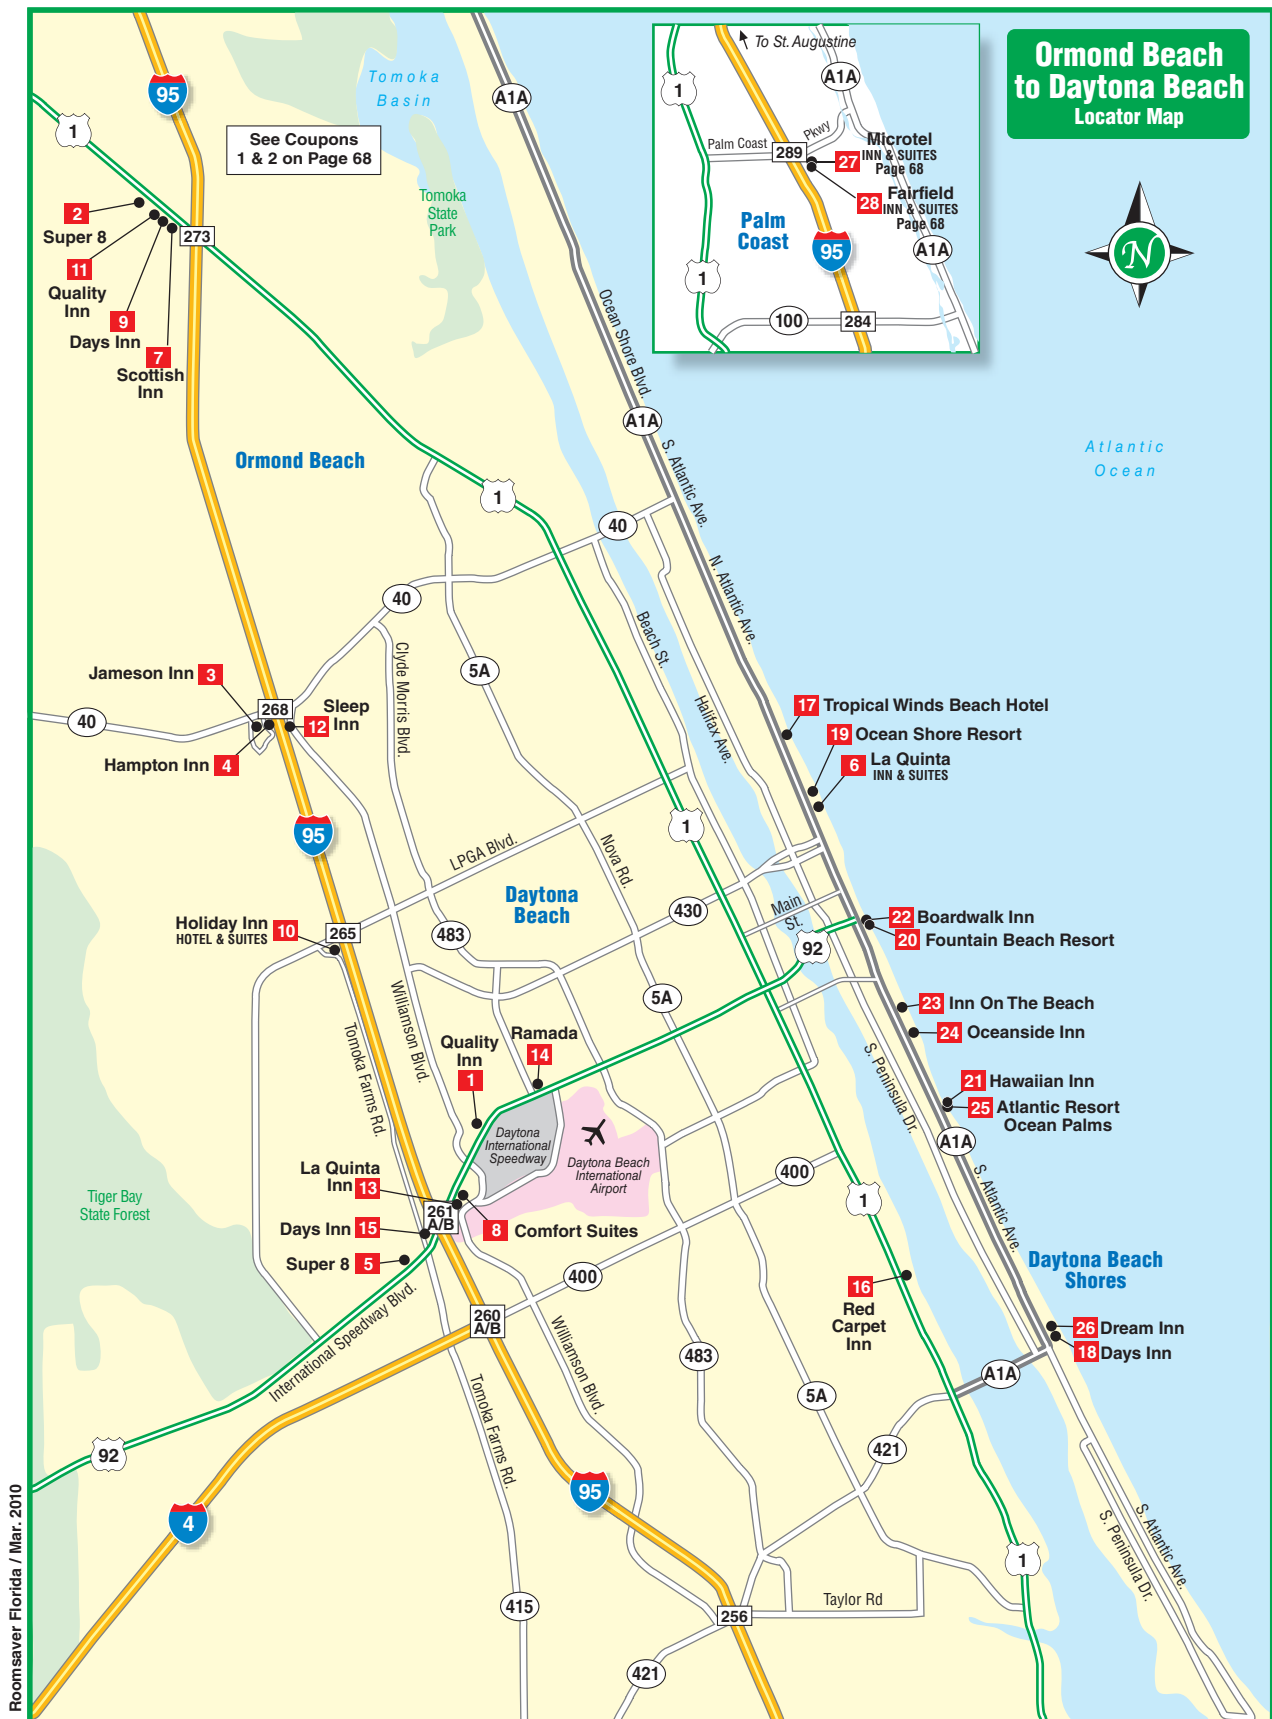 Ormond Beach
to Daytona Beach
Locator Map
To St. Augustine
A1A
1
Palm Coast
Pkwy
289
27
Microtel
INN & SUITES
Page 68
28
Fairfield
INN & SUITES
Page 68
Palm
Coast
95
A1A
1
100
284
N
95
1
See Coupons
1 & 2 on Page 68
Tomoka
Basin
A1A
Tomoka
State
Park
2
Super 8
273
11
Quality
Inn
9
Days Inn
7
Scottish
Inn
Ocean Shore Blvd.
A1A
Ormond Beach
S. Atlantic Ave.
Atlantic
Ocean
1
40
N. Atlantic Ave.
40
Beach St.
Clyde Morris Blvd.
5A
Halifax Ave.
Jameson Inn 3
40
268
12
Sleep
Inn
Hampton Inn 4
17 Tropical Winds Beach Hotel
19 Ocean Shore Resort
6 La Quinta
INN & SUITES
95
1
LPGA Blvd.
Nova Rd.
Daytona
Beach
430
Main
St.
92
22 Boardwalk Inn
20 Fountain Beach Resort
Holiday Inn
HOTEL & SUITES
10
265
483
5A
23 Inn On The Beach
24 Oceanside Inn
Williamson Blvd.
Tomoka Farms Rd.
Quality
Inn
1
Ramada
14
S. Peninsula Dr.
21 Hawaiian Inn
25 Atlantic Resort
Ocean Palms
A1A
Daytona
International
Speedway
Daytona Beach
International
Airport
400
S. Atlantic Ave.
La Quinta
Inn 13
261
A/B
Days Inn 15
8 Comfort Suites
Super 8 5
Tiger Bay
State Forest
1
Daytona Beach
Shores
400
16
Red
Carpet
Inn
International Speedway Blvd.
260
A/B
Williamson Blvd.
26 Dream Inn
18 Days Inn
483
A1A
5A
Tomoka Farms Rd.
421
92
95
4
S. Atlantic Ave.
S. Peninsula Dr.
1
415
Taylor Rd
256
421
Roomsaver Florida / Mar. 2010